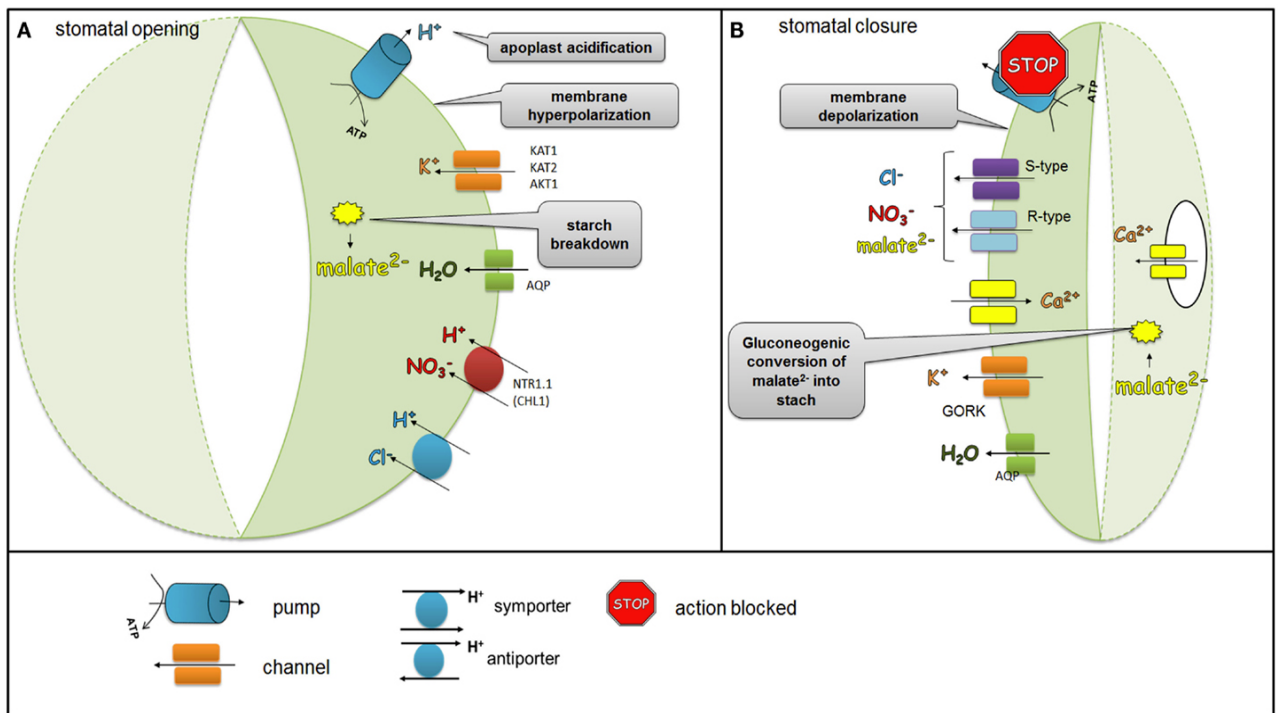 A stomatal opening
H⁺
apoplast acidification
membrane
hyperpolarization
ATP
K⁺
KAT1
KAT2
AKT1
starch
breakdown
malate²⁻
H₂O
AQP
H⁺
NO₃⁻
NTR1.1
(CHL1)
H⁺
Cl⁻
B stomatal closure
STOP
ATP
membrane
depolarization
Cl⁻
NO₃⁻
malate²⁻
S-type
R-type
Ca²⁺
Ca²⁺
Gluconeogenic
conversion of
malate²⁻ into
stach
K⁺
GORK
malate²⁻
H₂O
AQP
ATP
pump
channel
H⁺
symporter
H⁺
antiporter
STOP
action blocked